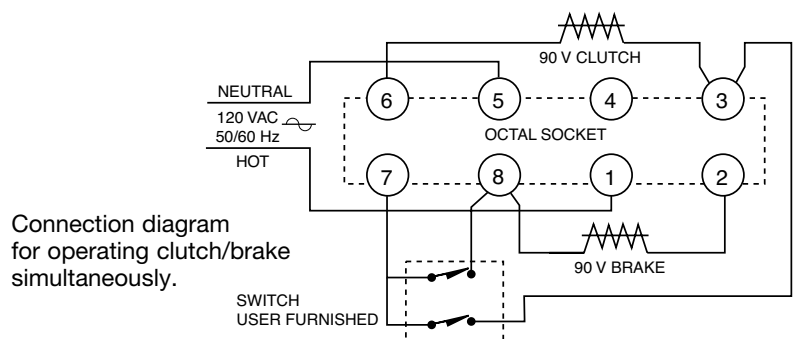 90 V CLUTCH
NEUTRAL
120 VAC
50/60 Hz
HOT
6
5
4
3
OCTAL SOCKET
7
8
1
2
Connection diagram
for operating clutch/brake
simultaneously.
90 V BRAKE
SWITCH
USER FURNISHED